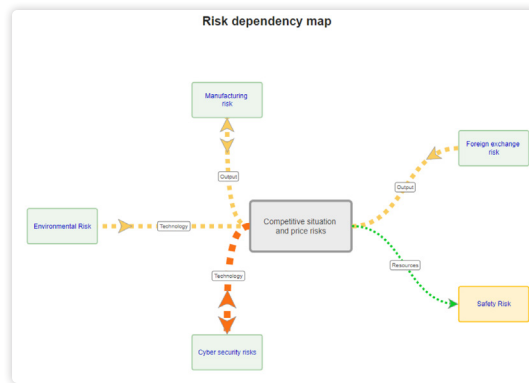 Risk dependency map
Manufacturing
risk
Foreign exchange
risk
Output
Output
Environmental Risk
Technology
Competitive situation
and price risks
Resources
Technology
Safety Risk
Cyber security risks